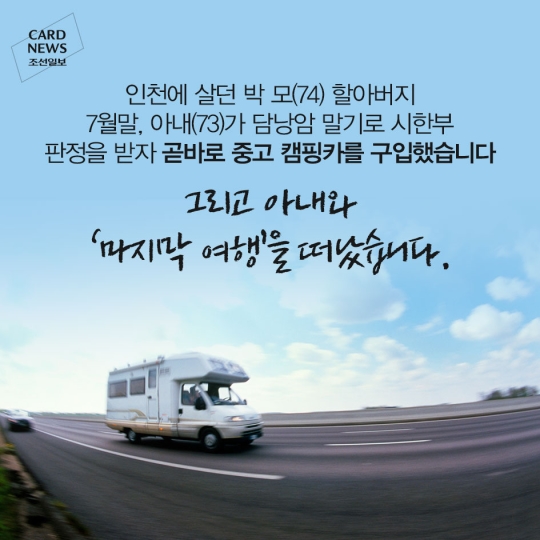 CARD
NEWS
조선일보
인천에 살던 박 모(74) 할아버지
7월말, 아내(73)가 담낭암 말기로 시한부
판정을 받자 곧바로 중고 캠핑카를 구입했습니다
그리고 아내와
'마지막 여행'을 떠났습니다.